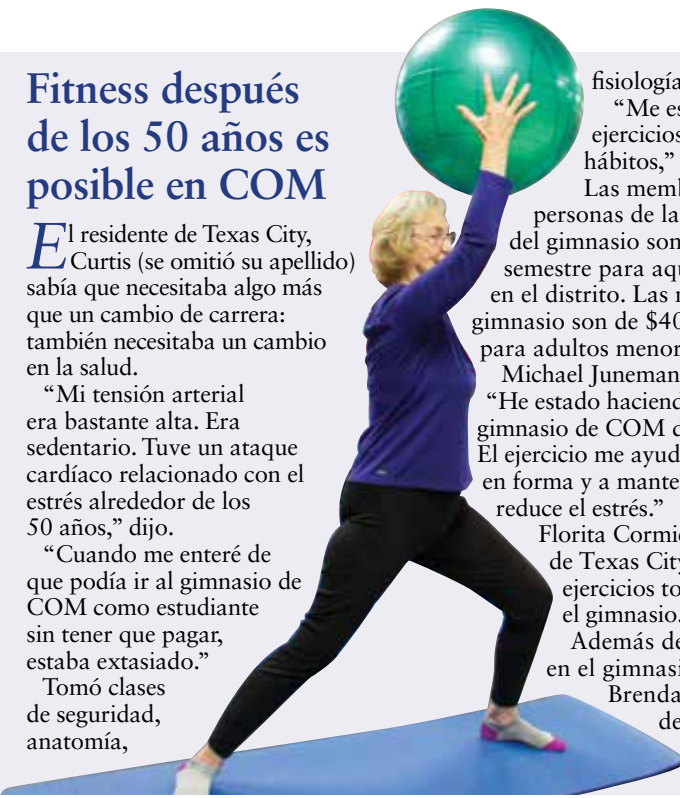 Fitness después
de los 50 años es
posible en COM
El residente de Texas City,
Curtis (se omitió su apellido)
sabía que necesitaba algo más
que un cambio de carrera:
también necesitaba un cambio
en la salud.
“Mi tensión arterial
era bastante alta. Era
sedentario. Tuve un ataque
cardíaco relacionado con el
estrés alrededor de los
50 años,” dijo.
“Cuando me enteré de
que podía ir al gimnasio de
COM como estudiante
sin tener que pagar,
estaba extasiado.”
Tomó clases
de seguridad,
anatomía,
fisiología
“Me es
ejercicios
hábitos,”
Las memb
personas de la
del gimnasio son
semestre para aqu
en el distrito. Las m
gimnasio son de $40
para adultos menor
Michael Juneman
“He estado haciend
gimnasio de COM d
El ejercicio me ayud
en forma y a mante
reduce el estrés.”
Florita Cormie
de Texas City
ejercicios to
el gimnasio.
Además de
en el gimnasi
Brenda
de